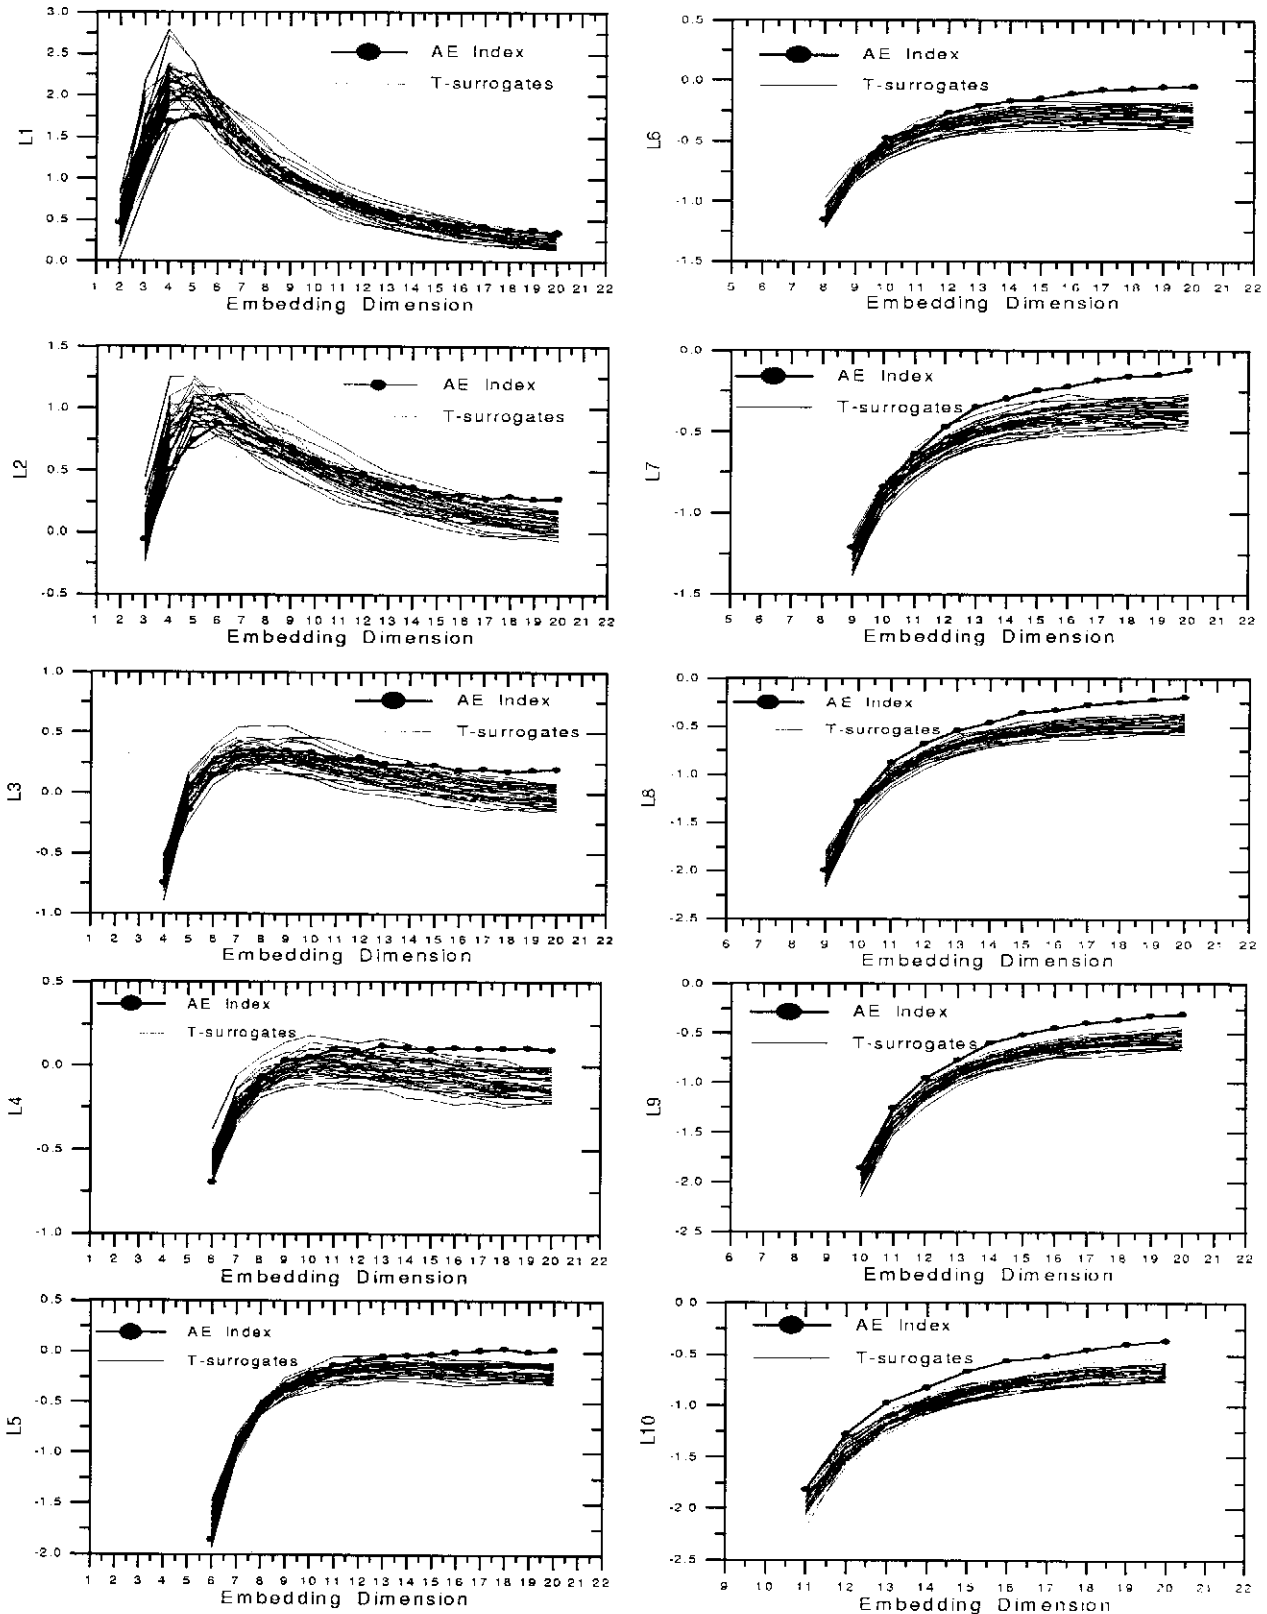 3.0
2.5
2.0
1.5
1.0
0.5
0.0
L1
AE Index
T-surrogates
1 2 3 4 5 6 7 8 9 10 11 12 13 14 15 16 17 18 19 20 21 22
Embedding Dimension
0.5
0.0
-0.5
-1.0
-1.5
L6
AE Index
T-surrogates
5 6 7 8 9 10 11 12 13 14 15 16 17 18 19 20 21 22
Embedding Dimension
1.5
1.0
0.5
0.0
-0.5
L2
AE Index
T-surrogates
1 2 3 4 5 6 7 8 9 10 11 12 13 14 15 16 17 18 19 20 21 22
Embedding Dimension
0.0
-0.5
-1.0
-1.5
L7
AE Index
T-surrogates
5 6 7 8 9 10 11 12 13 14 15 16 17 18 19 20 21 22
Embedding Dimension
1.0
0.5
0.0
-0.5
-1.0
L3
AE Index
T-surrogates
1 2 3 4 5 6 7 8 9 10 11 12 13 14 15 16 17 18 19 20 21 22
Embedding Dimension
0.0
-0.5
-1.0
-1.5
-2.0
-2.5
L8
AE Index
T-surrogates
6 7 8 9 10 11 12 13 14 15 16 17 18 19 20 21 22
Embedding Dimension
0.5
0.0
-0.5
-1.0
L4
AE Index
T-surrogates
1 2 3 4 5 6 7 8 9 10 11 12 13 14 15 16 17 18 19 20 21 22
Embedding Dimension
0.0
-0.5
-1.0
-1.5
-2.0
-2.5
L9
AE Index
T-surrogates
6 7 8 9 10 11 12 13 14 15 16 17 18 19 20 21 22
Embedding Dimension
0.5
0.0
-0.5
-1.0
-1.5
-2.0
L5
AE Index
T-surrogates
1 2 3 4 5 6 7 8 9 10 11 12 13 14 15 16 17 18 19 20 21 22
Embedding Dimension
0.0
-0.5
-1.0
-1.5
-2.0
-2.5
L10
AE Index
T-surogates
9 10 11 12 13 14 15 16 17 18 19 20 21 22
Embedding Dimension